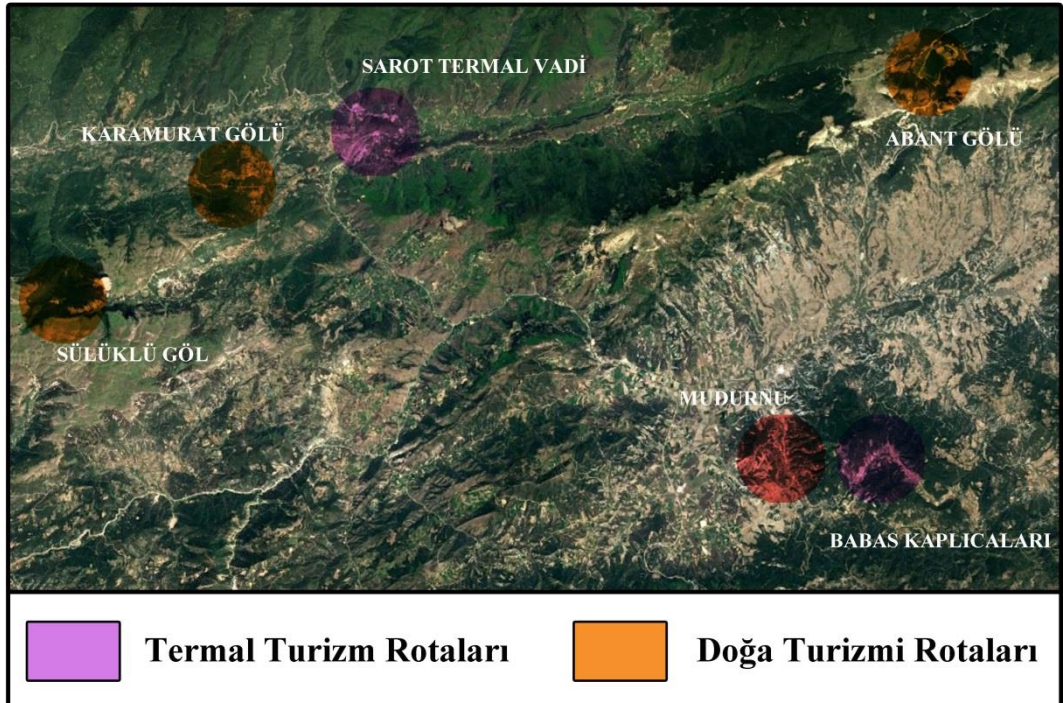 SAROT TERMAL VADİ
KARAMURAT GÖLÜ
ABANT GÖLÜ
SÜLÜKLÜ GÖL
MUDURNU
BABAS KAPLICALARI
Termal Turizm Rotaları
Doğa Turizmi Rotaları